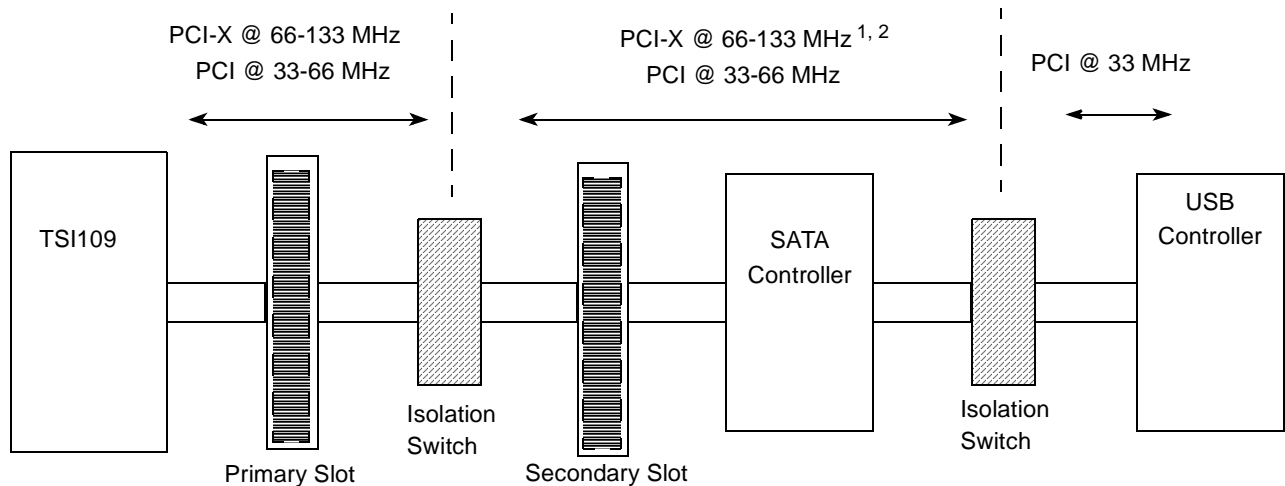 PCI-X @ 66-133 MHz
PCI @ 33-66 MHz
PCI-X @ 66-133 MHz 1, 2
PCI @ 33-66 MHz
PCI @ 33 MHz
TSI109
SATA
Controller
USB
Controller
Isolation
Switch
Isolation
Switch
Primary Slot
Secondary Slot